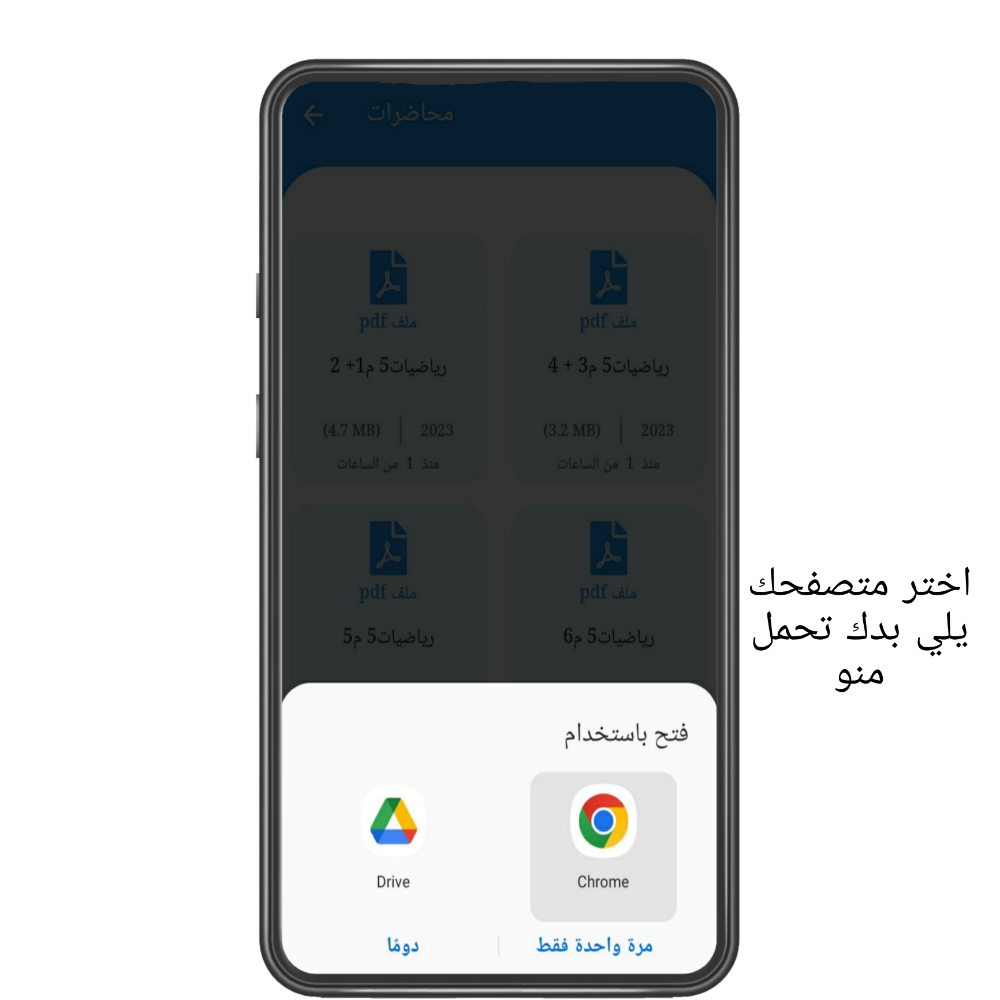 محاضرات
ملف pdf
ملف pdf
رياضيات5 م3 + 4
رياضيات5 م1+ 2
2023 | (3.2 MB)
2023 | (4.7 MB)
منذ 1 من الساعات
منذ 1 من الساعات
ملف pdf
ملف pdf
رياضيات5 م6
رياضيات5 م5
اختر متصفحك
يلي بدك تحمل
منو
فتح باستخدام
Chrome
Drive
مرة واحدة فقط
دومًا